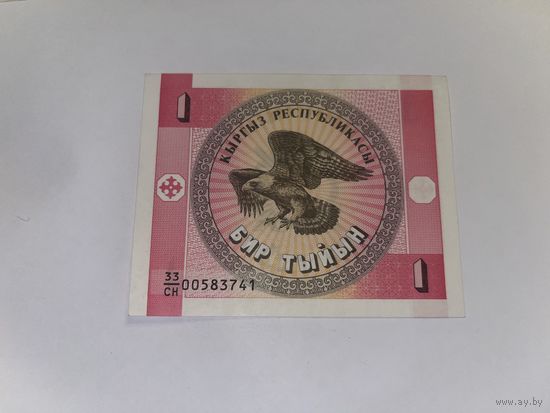 1
КЫРГЫЗ РЕСПУБЛИКАСЫ
БИР ТЫЙЫН
33
CH 00583741
1
www.ay.by